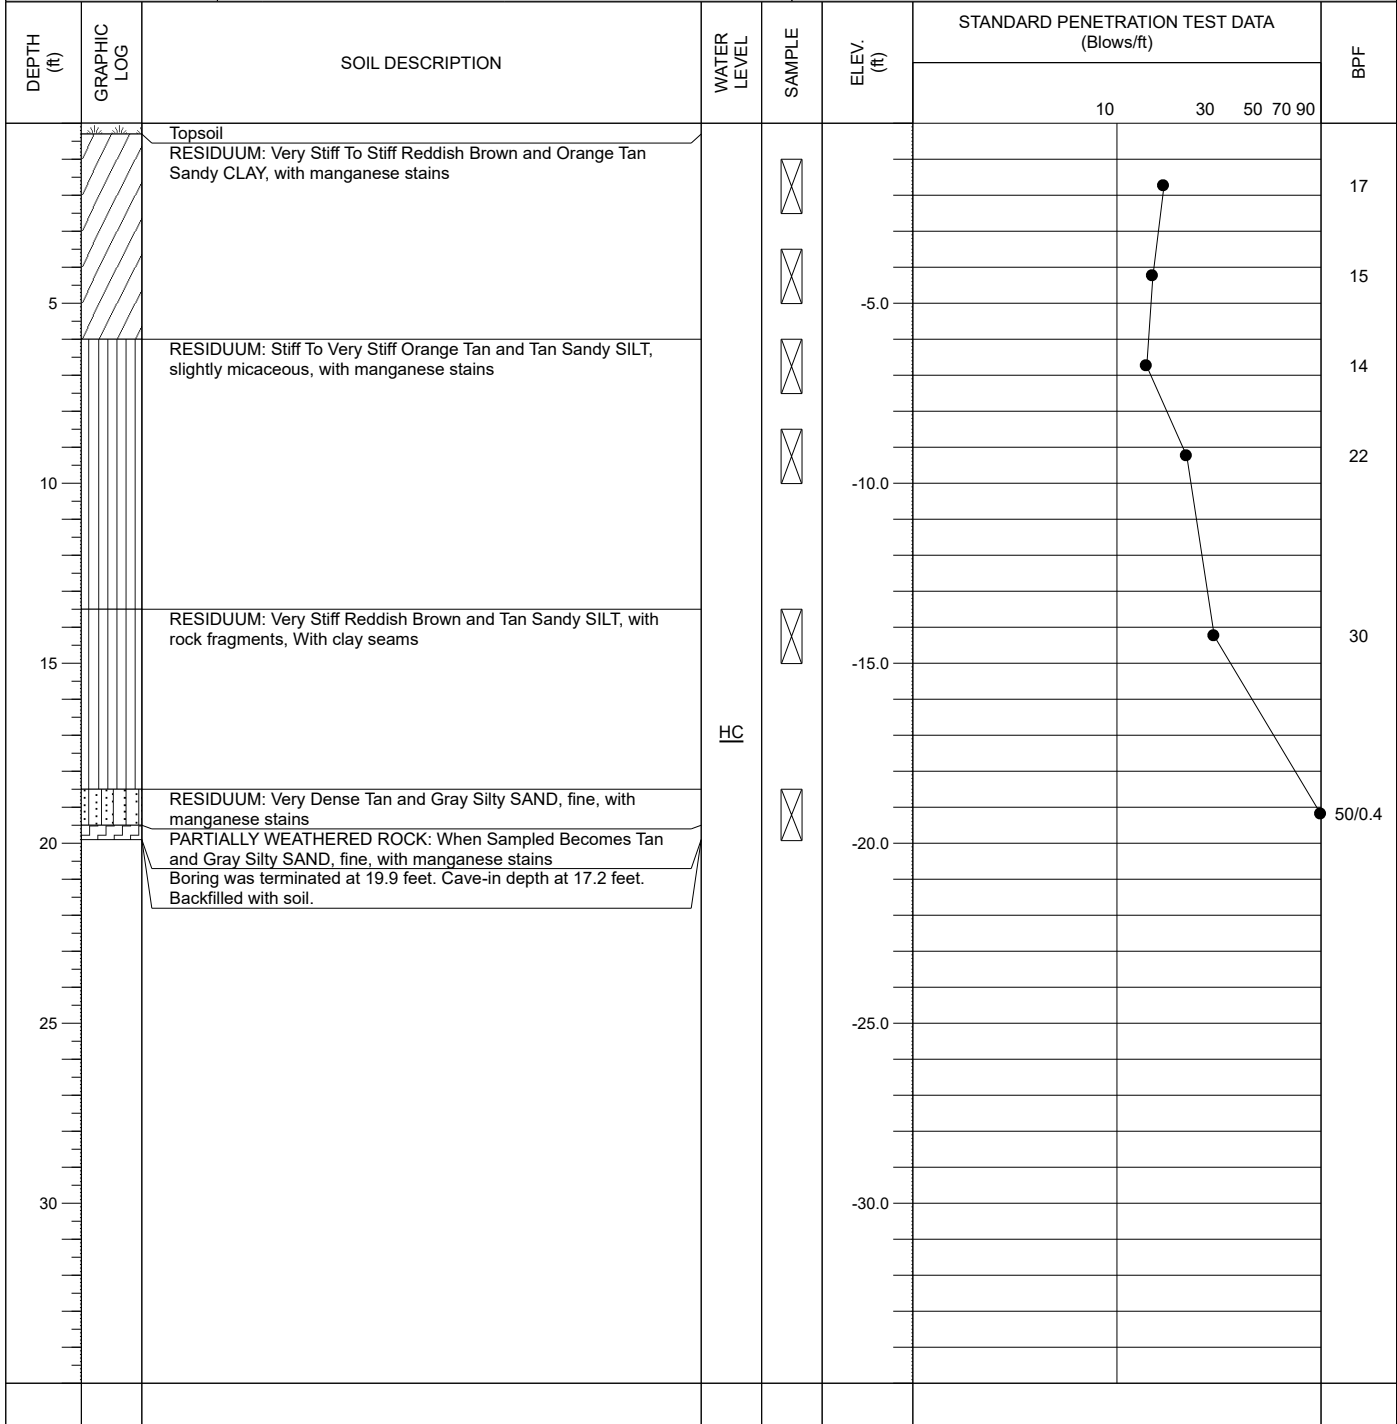 DEPTH
(ft)
GRAPHIC
LOG
SOIL DESCRIPTION
WATER
LEVEL
SAMPLE
ELEV.
(ft)
STANDARD PENETRATION TEST DATA
(Blows/ft)
BPF
10 30 50 70 90
Topsoil
RESIDUUM: Very Stiff To Stiff Reddish Brown and Orange Tan
Sandy CLAY, with manganese stains
17
15
5 -5.0
RESIDUUM: Stiff To Very Stiff Orange Tan and Tan Sandy SILT,
slightly micaceous, with manganese stains
14
22
10 -10.0
RESIDUUM: Very Stiff Reddish Brown and Tan Sandy SILT, with
rock fragments, With clay seams
30
15 -15.0
HC
RESIDUUM: Very Dense Tan and Gray Silty SAND, fine, with
manganese stains
50/0.4
PARTIALLY WEATHERED ROCK: When Sampled Becomes Tan
and Gray Silty SAND, fine, with manganese stains
20 -20.0
Boring was terminated at 19.9 feet. Cave-in depth at 17.2 feet.
Backfilled with soil.
25 -25.0
30 -30.0